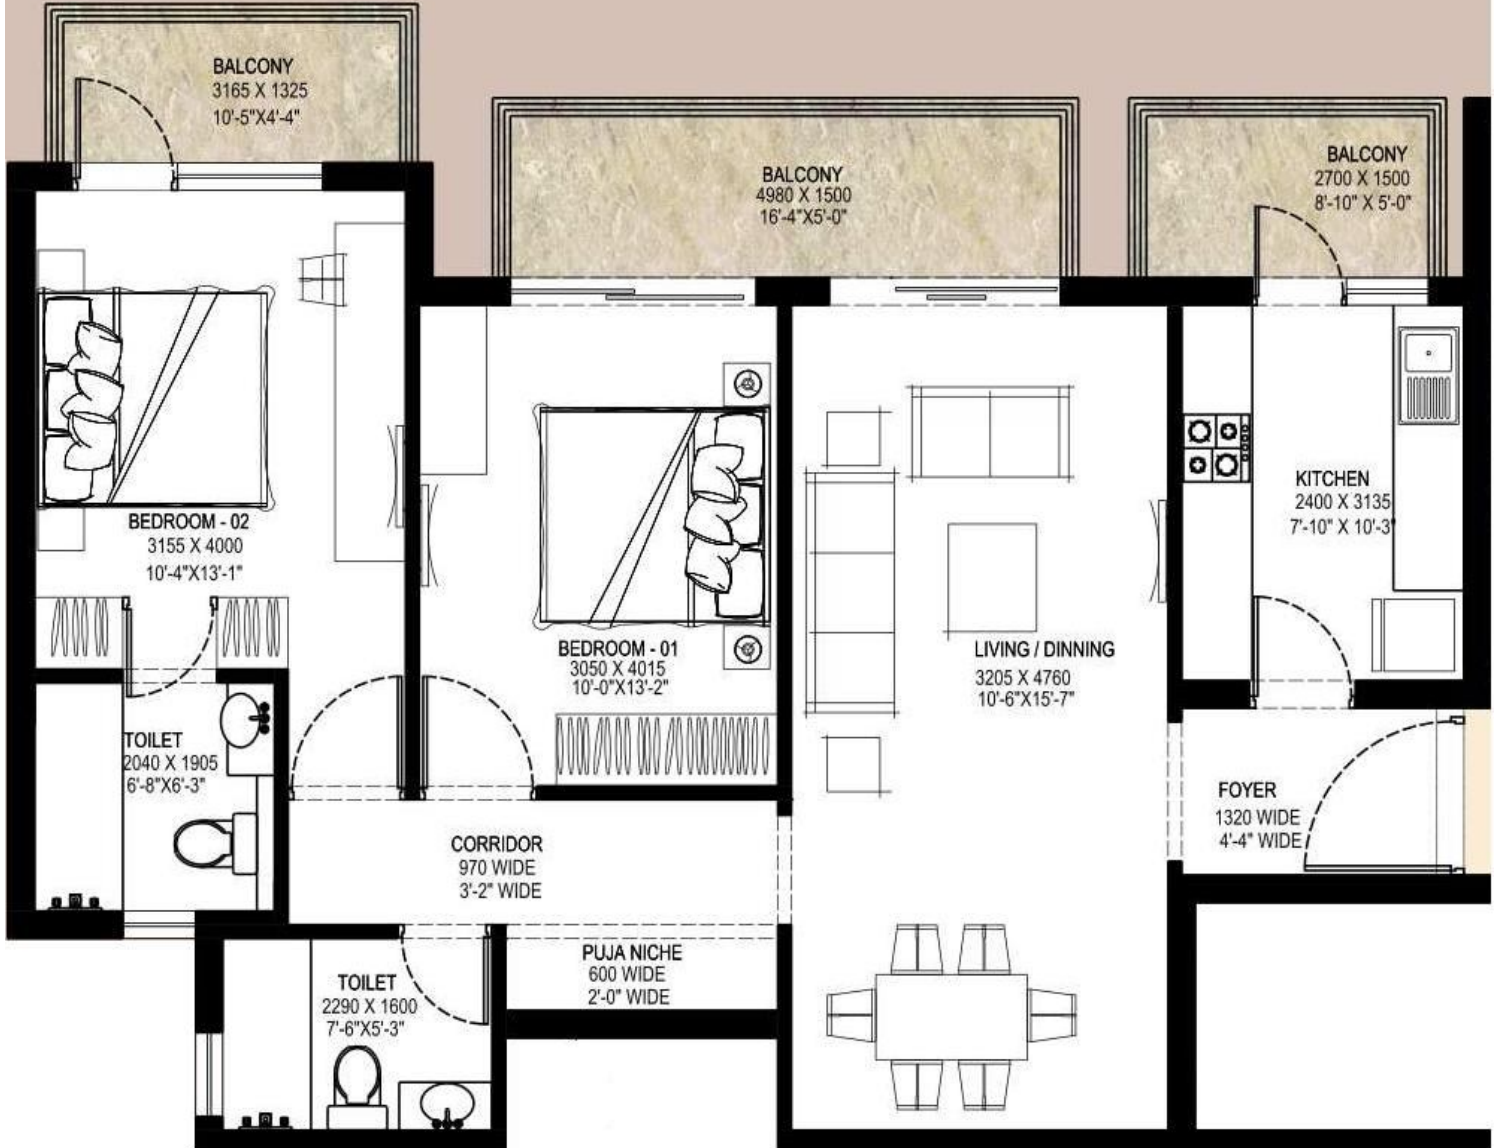 BALCONY
3165 X 1325
10'-5"X4'-4"
BALCONY
4980 X 1500
16'-4"X5'-0"
BALCONY
2700 X 1500
8'-10" X 5'-0"
BEDROOM - 02
3155 X 4000
10'-4"X13'-1"
BEDROOM - 01
3050 X 4015
10'-0"X13'-2"
LIVING / DINNING
3205 X 4760
10'-6"X15'-7"
KITCHEN
2400 X 3135
7'-10" X 10'-3"
TOILET
2040 X 1905
6'-8"X6'-3"
FOYER
1320 WIDE
4'-4" WIDE
CORRIDOR
970 WIDE
3'-2" WIDE
PUJA NICHE
600 WIDE
2'-0" WIDE
TOILET
2290 X 1600
7'-6"X5'-3"